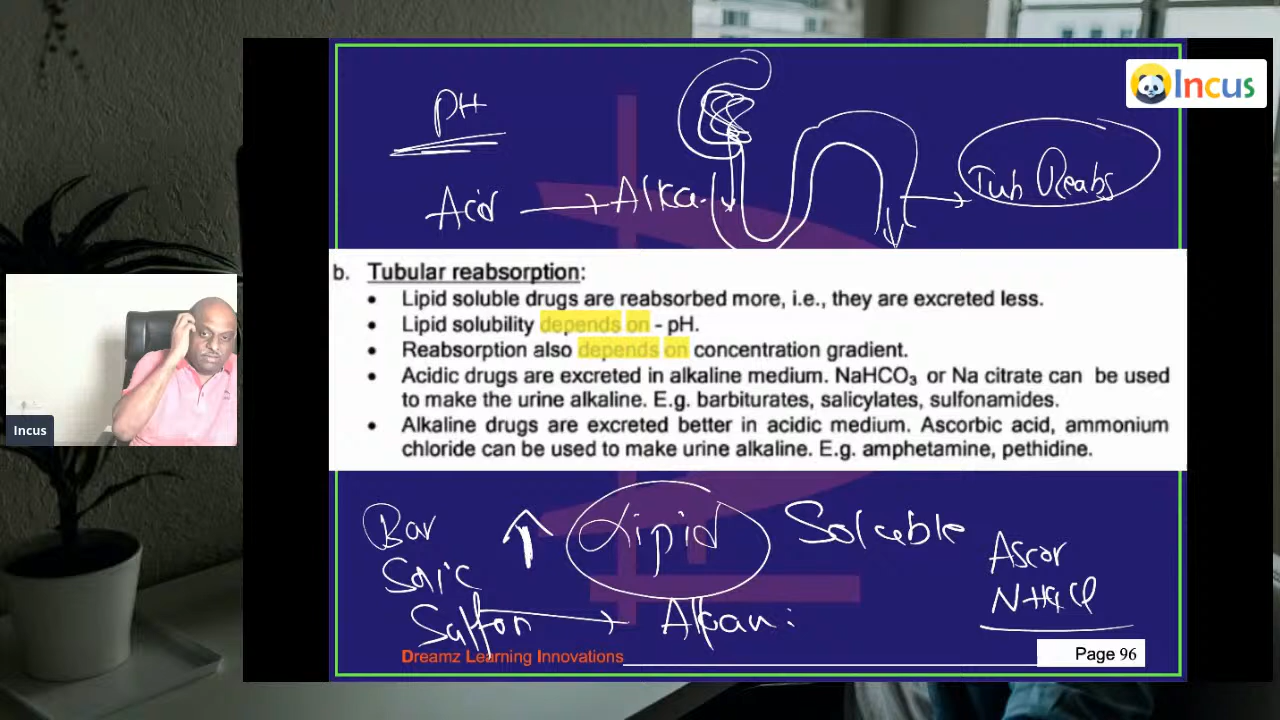 Incus
PH
Acid → Alkal
Tub Reabs
b. Tubular reabsorption:
• Lipid soluble drugs are reabsorbed more, i.e., they are excreted less.
• Lipid solubility depends on - pH.
• Reabsorption also depends on concentration gradient.
• Acidic drugs are excreted in alkaline medium. NaHCO₃ or Na citrate can be used
to make the urine alkaline. E.g. barbiturates, salicylates, sulfonamides.
• Alkaline drugs are excreted better in acidic medium. Ascorbic acid, ammonium
chloride can be used to make urine alkaline. E.g. amphetamine, pethidine.
Incus
Bar ↑ Lipid Soluble
Salic
Sulfon →
Ascor
NH4Cl
Dreamz Learning Innovations
Page 96